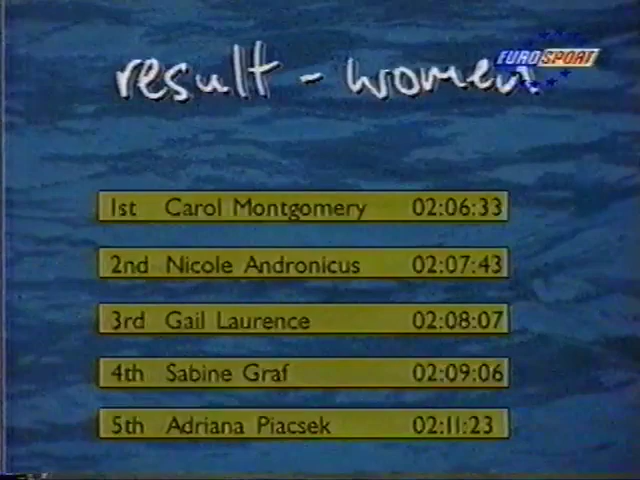 result - women
EUROSPORT
1st Carol Montgomery 02:06:33
2nd Nicole Andronicus 02:07:43
3rd Gail Laurence 02:08:07
4th Sabine Graf 02:09:06
5th Adriana Piacsek 02:11:23